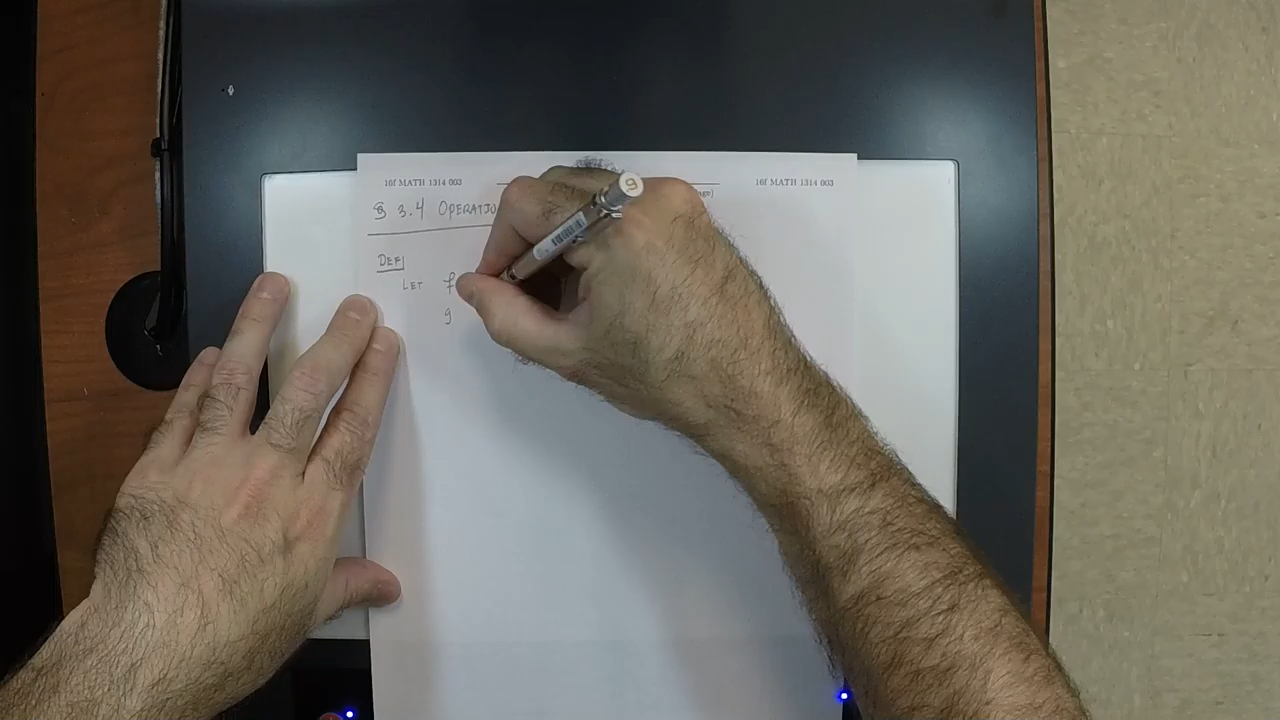 16f MATH 1314 003 16f MATH 1314 003
§ 3.4 OPERATIO
DEF
LET f
g